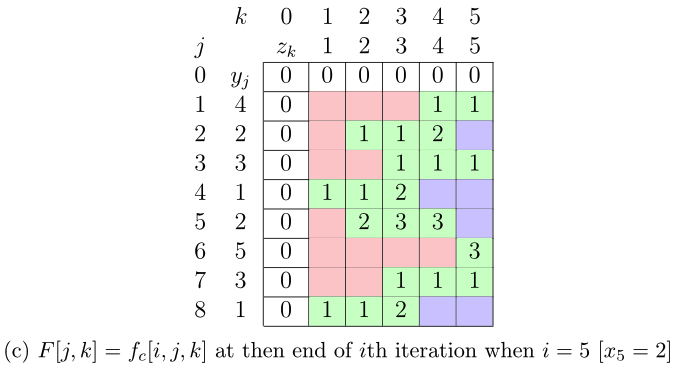 k 0 1 2 3 4 5
j z_k 1 2 3 4 5
0 y_j 0 0 0 0 0 0
1 4 0 1 1
2 2 0 1 1 2
3 3 0 1 1 1
4 1 0 1 1 2
5 2 0 2 3 3
6 5 0 3
7 3 0 1 1 1
8 1 0 1 1 2
(c) F[j, k] = f_c[i, j, k] at then end of ith iteration when i = 5 [x_5 = 2]